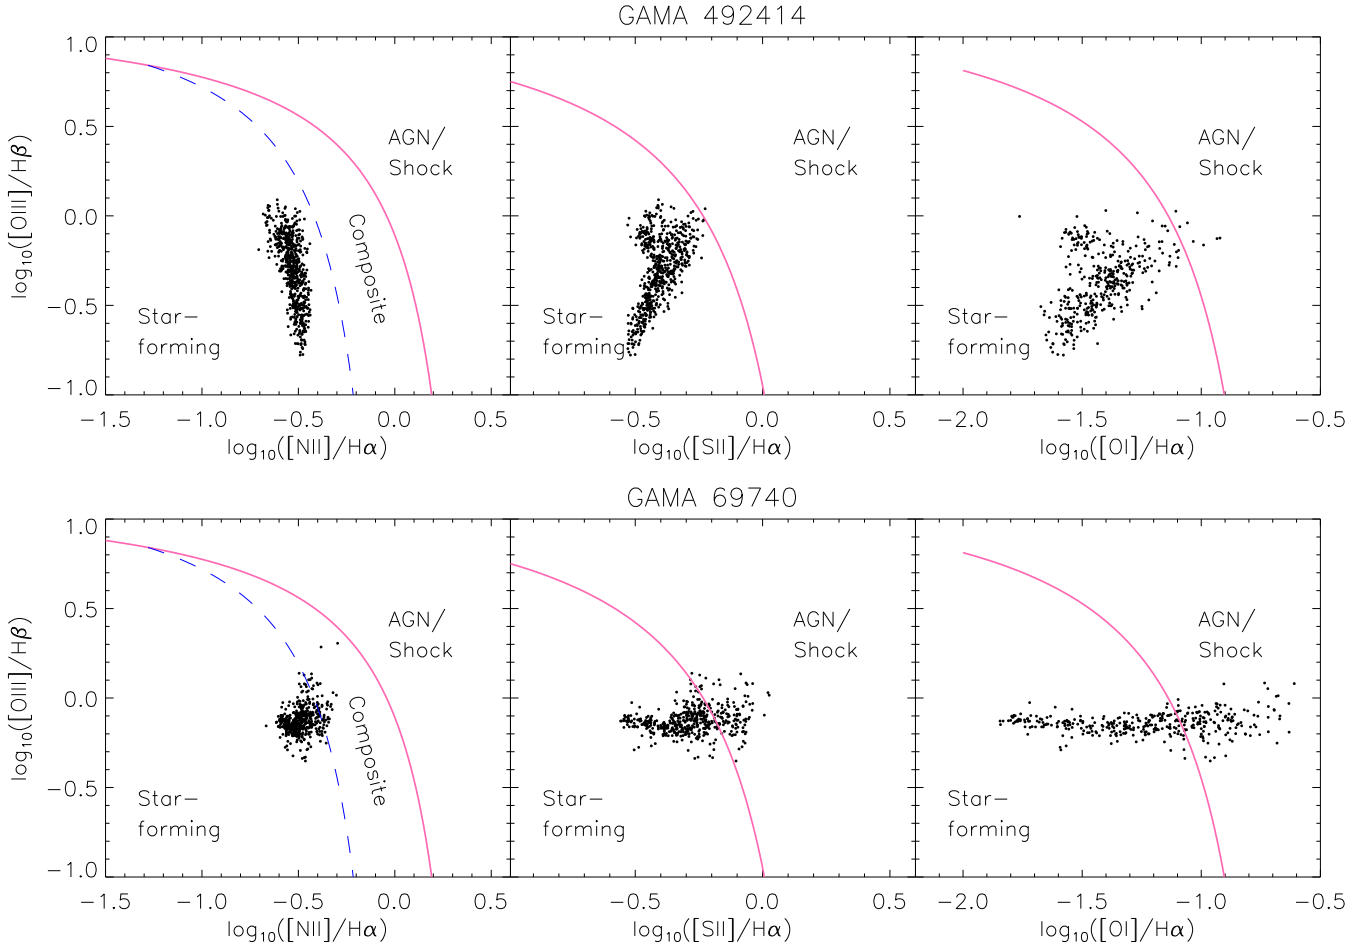 GAMA 492414
1.0
0.5
0.0
−0.5
−1.0
log10([OIII]/Hβ)
AGN/
Shock
Composite
Star−
forming
AGN/
Shock
Star−
forming
AGN/
Shock
Star−
forming
−1.5 −1.0 −0.5 0.0 0.5
−0.5 0.0 0.5
−2.0 −1.5 −1.0 −0.5
log10([NII]/Hα)
log10([SII]/Hα)
log10([OI]/Hα)
GAMA 69740
1.0
0.5
0.0
−0.5
−1.0
log10([OIII]/Hβ)
AGN/
Shock
Composite
Star−
forming
AGN/
Shock
Star−
forming
AGN/
Shock
Star−
forming
−1.5 −1.0 −0.5 0.0 0.5
−0.5 0.0 0.5
−2.0 −1.5 −1.0 −0.5
log10([NII]/Hα)
log10([SII]/Hα)
log10([OI]/Hα)